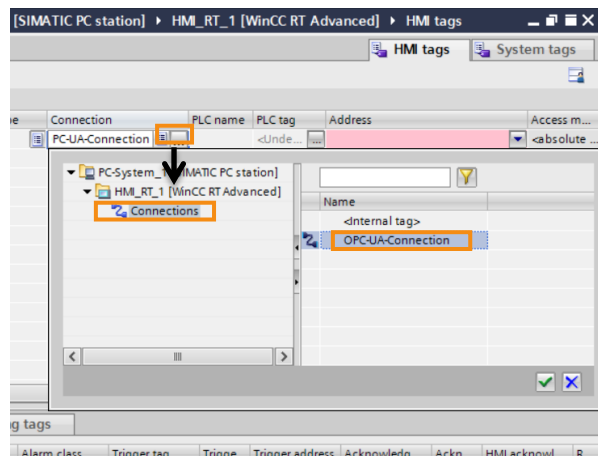 [SIMATIC PC station] ▸ HMI_RT_1 [WinCC RT Advanced] ▸ HMI tags
HMI tags System tags
e Connection PLC name PLC tag Address Access m...
PC-UA-Connection ... <Unde... ... <absolute ...
PC-System_1 [SIMATIC PC station]
HMI_RT_1 [WinCC RT Advanced]
Connections
Name
<Internal tag>
OPC-UA-Connection
g tags
Alarm class Trigger tag Trigge Trigger address Acknowledg Ackn HMI acknowl R